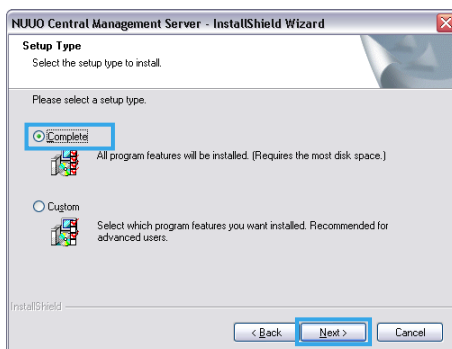 NUUO Central Management Server - InstallShield Wizard
Setup Type
Select the setup type to install.
Please select a setup type.
Complete
All program features will be installed. (Requires the most disk space.)
Custom
Select which program features you want installed. Recommended for
advanced users.
InstallShield
< Back Next > Cancel